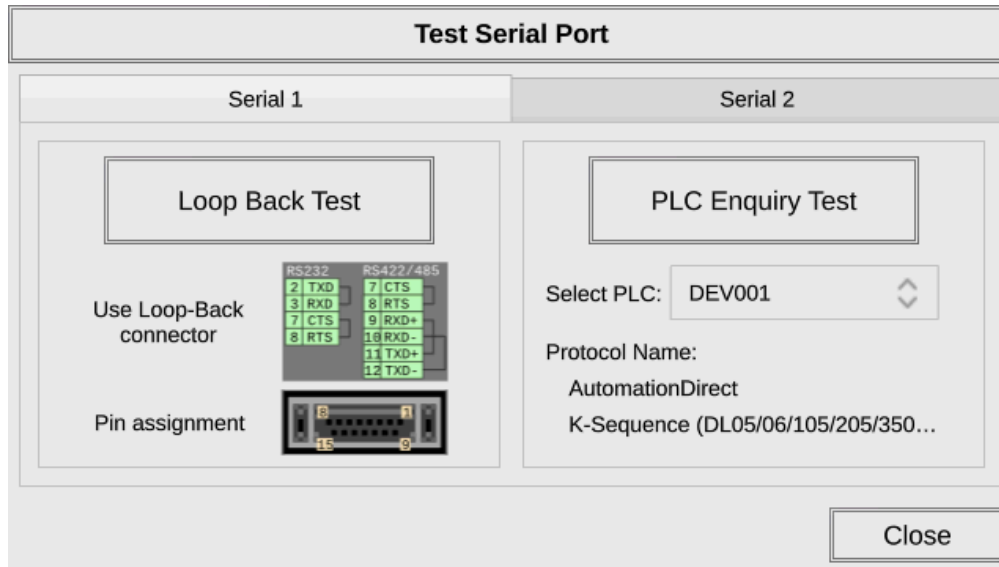 Test Serial Port
Serial 1
Serial 2
Loop Back Test
RS232 RS422/485
2 TXD 7 CTS
3 RXD 8 RTS
7 CTS 9 RXD+
8 RTS 10 RXD-
11 TXD+
12 TXD-
Use Loop-Back
connector
Pin assignment
8 1
15 9
PLC Enquiry Test
Select PLC: DEV001
Protocol Name:
AutomationDirect
K-Sequence (DL05/06/105/205/350...
Close